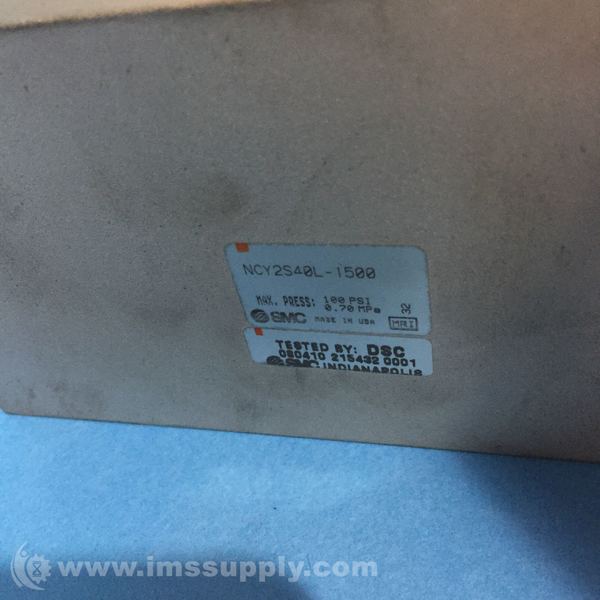 NCY2S40L-1500
MAX. PRESS: 100 PSI
0.70 MPa
SMC MADE IN USA
MRI
32
TESTED BY: DSC
080410 215432 0001
SMC INDIANAPOLIS
www.imssupply.com